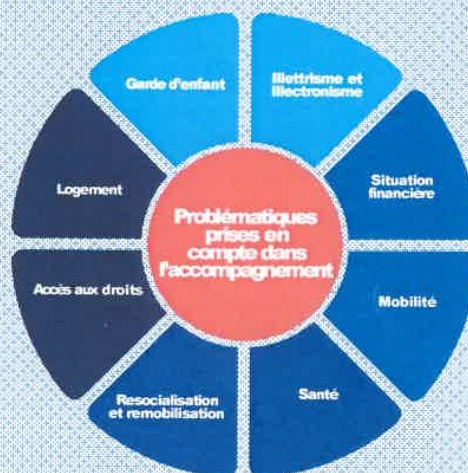 Garde d'enfant
Illettrisme et
Illectronisme
Situation
financière
Mobilité
Santé
Resocialisation
et remobilisation
Accès aux droits
Logement
Problématiques
prises en
compte dans
l'accompagnement